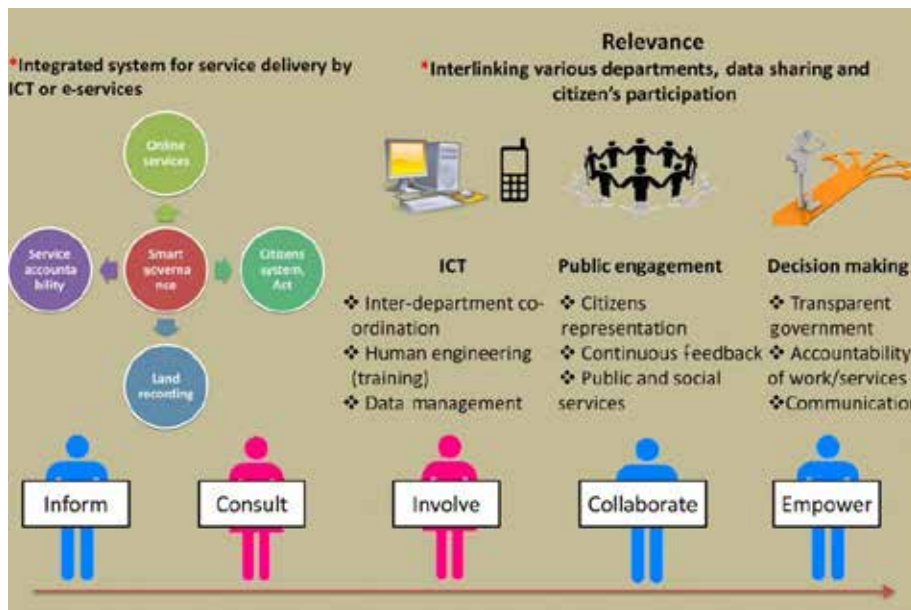 *Integrated system for service delivery by
ICT or e-services
Relevance
*Interlinking various departments, data sharing and
citizen's participation
Online
services
Service
accounta
bility
Smart
governa
nce
Citizens
system,
Act
Land
recording
ICT
❖ Inter-department co-
ordination
❖ Human engineering
(training)
❖ Data management
Public engagement
❖ Citizens
representation
❖ Continuous feedback
❖ Public and social
services
Decision making
❖ Transparent
government
❖ Accountability
of work/services
❖Communication
Inform
Consult
Involve
Collaborate
Empower